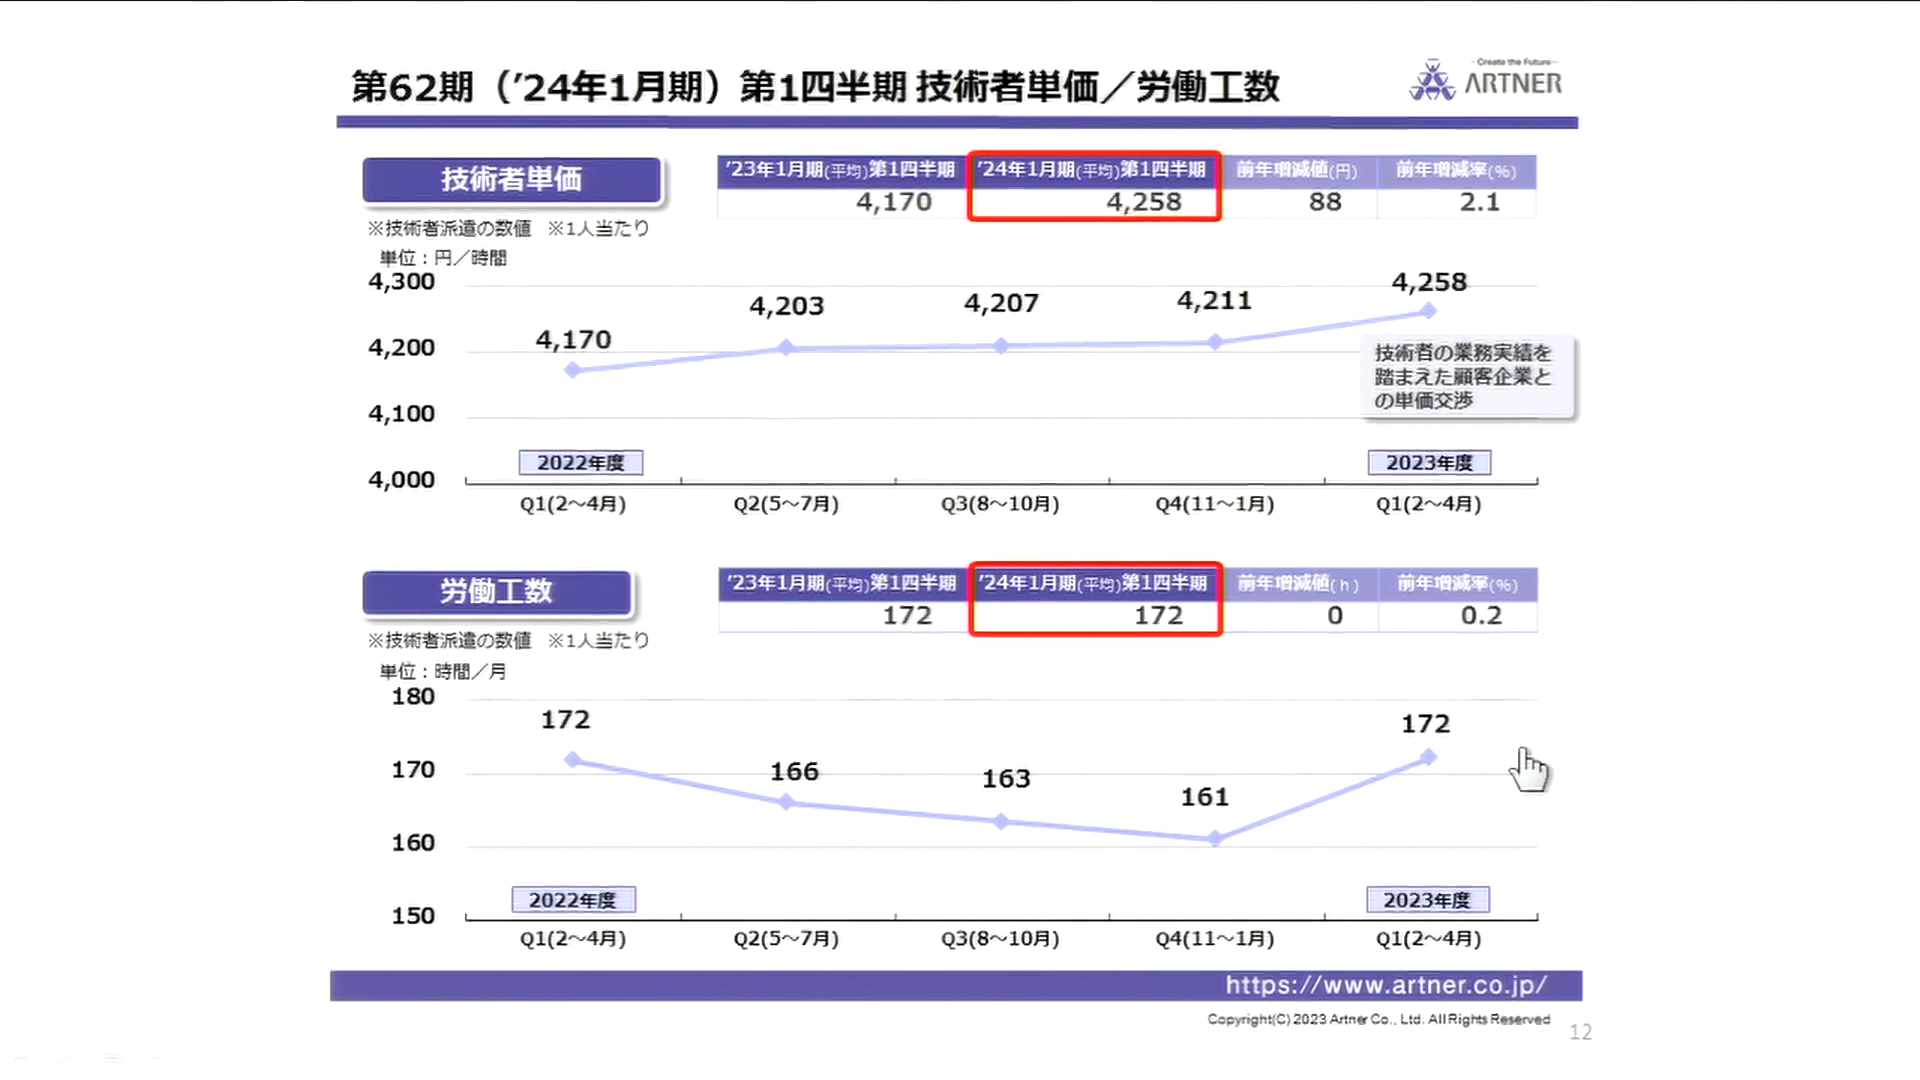 第62期（’24年1月期）第1四半期 技術者単価／労働工数
Create the Future
ARTNER
技術者単価
’23年1月期(平均)第1四半期 ’24年1月期(平均)第1四半期 前年増減値(円) 前年増減率(%)
4,170 4,258 88 2.1
※技術者派遣の数値 ※1人当たり
単位：円／時間
4,300
4,200
4,100
4,000
4,170
4,203
4,207
4,211
4,258
技術者の業務実績を
踏まえた顧客企業と
の単価交渉
2022年度 2023年度
Q1(2～4月) Q2(5～7月) Q3(8～10月) Q4(11～1月) Q1(2～4月)
労働工数
’23年1月期(平均)第1四半期 ’24年1月期(平均)第1四半期 前年増減値(ｈ) 前年増減率(%)
172 172 0 0.2
※技術者派遣の数値 ※1人当たり
単位：時間／月
180
170
160
150
172
166
163
161
172
2022年度 2023年度
Q1(2～4月) Q2(5～7月) Q3(8～10月) Q4(11～1月) Q1(2～4月)
https://www.artner.co.jp/
Copyright(C) 2023 Artner Co., Ltd. All Rights Reserved
12